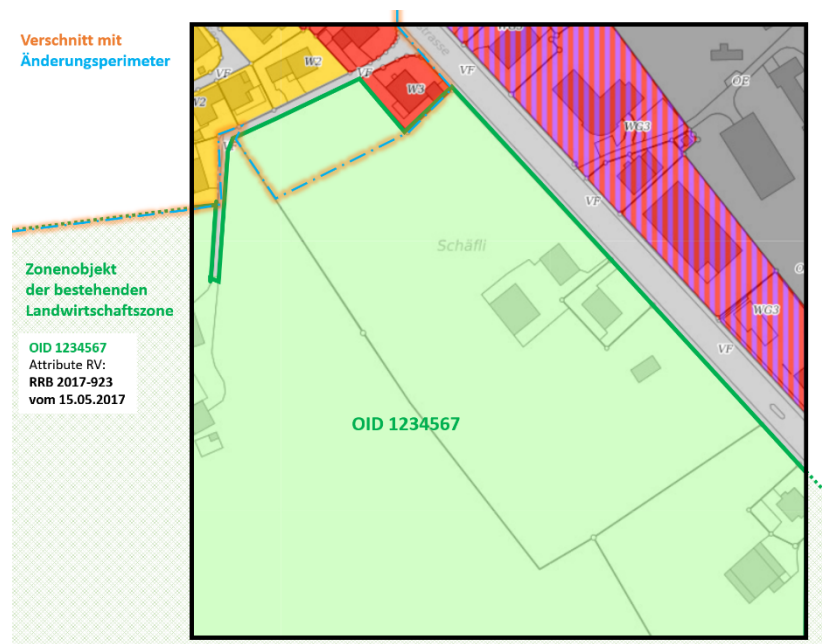 Verschnitt mit
Änderungsperimeter
Zonenobjekt
der bestehenden
Landwirtschaftszone
OID 1234567
Attribute RV:
RRB 2017-923
vom 15.05.2017
VF
W2
VF
W3
VF
OE
WG3
VF
Schäfli
WG3
VF
OID 1234567